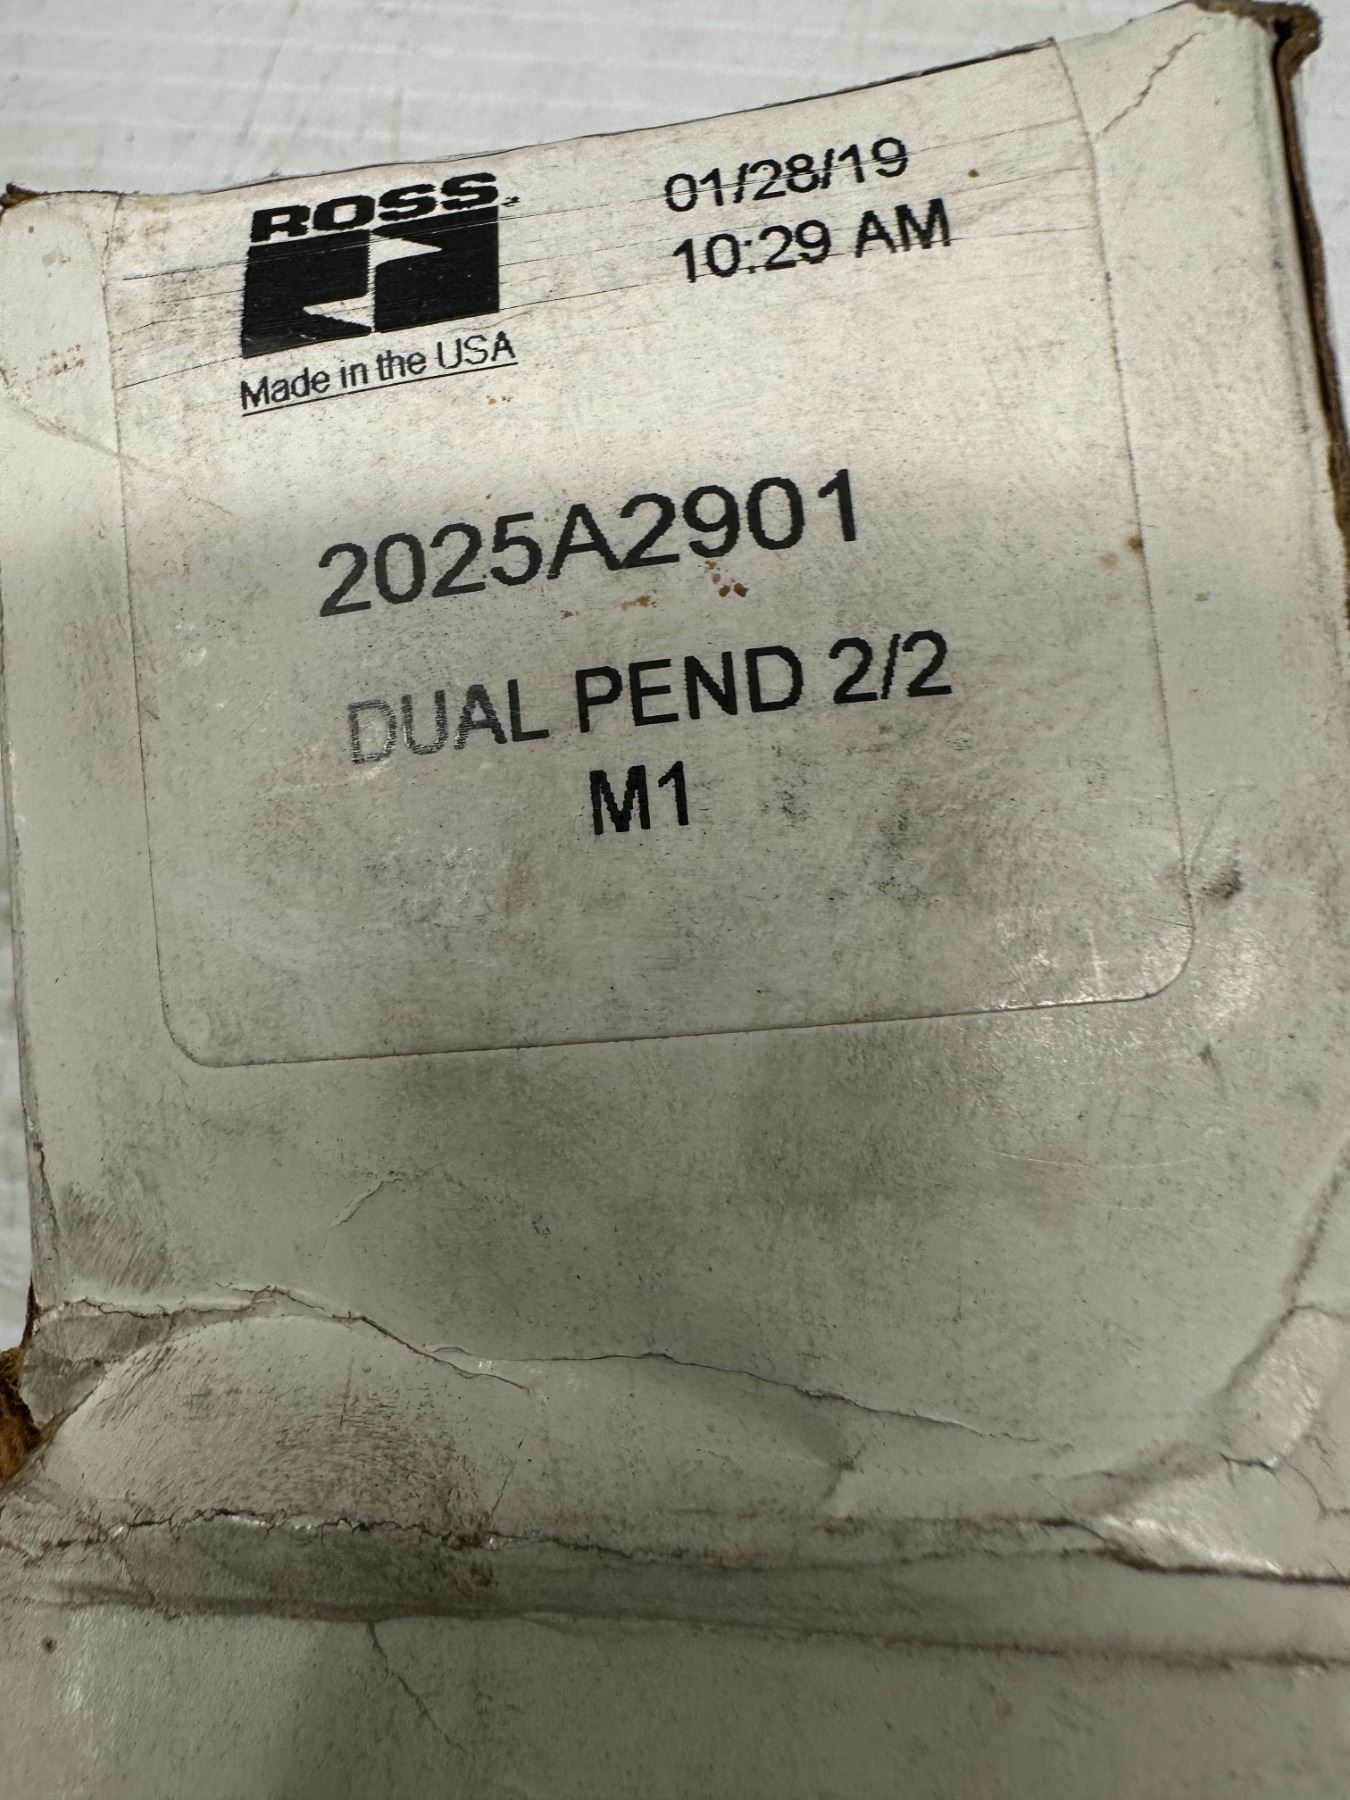 ROSS
01/28/19
10:29 AM
Made in the USA
2025A2901
DUAL PEND 2/2
M1